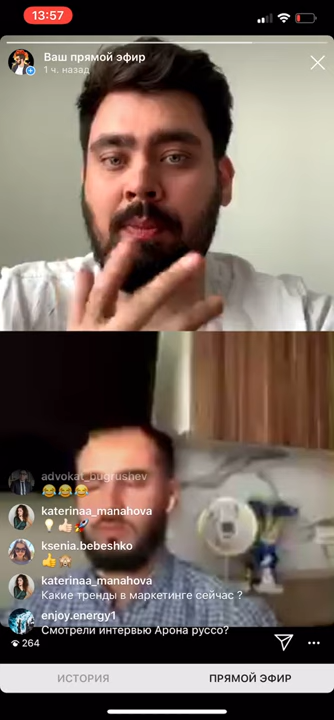 13:57
Ваш прямой эфир
1 ч. назад
advokat_bugrushev
😂😂😂
katerinaa_manahova
💡👍🏻🚀
ksenia.bebeshko
👍🙈
katerinaa_manahova
Какие тренды в маркетинге сейчас ?
enjoy.energy1
Смотрели интервью Арона руссо?
264
ИСТОРИЯ
ПРЯМОЙ ЭФИР